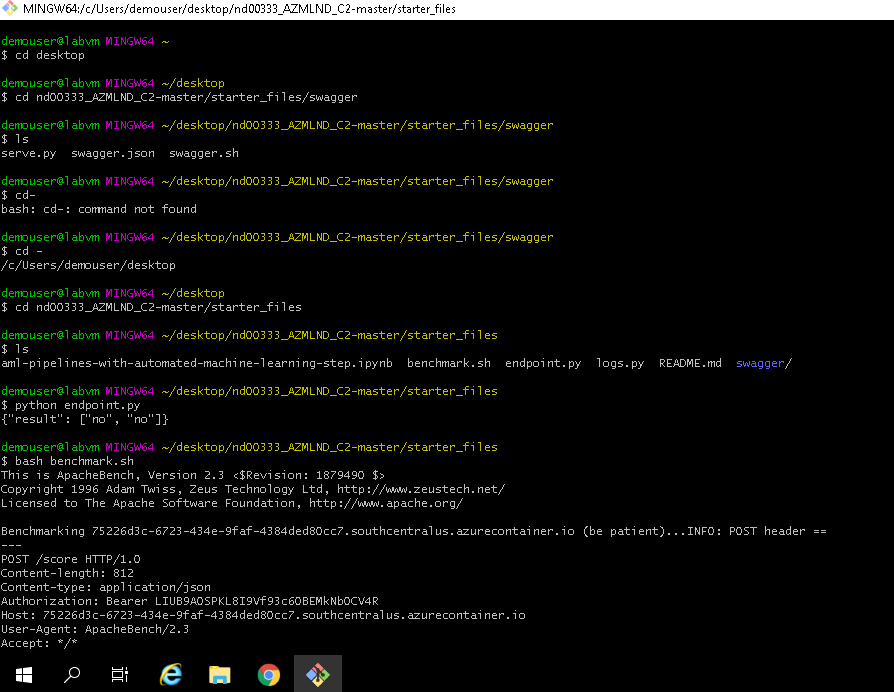 MINGW64:/c/Users/demouser/desktop/nd00333_AZMLND_C2-master/starter_files
demouser@labvm MINGW64 ~
$ cd desktop
demouser@labvm MINGW64 ~/desktop
$ cd nd00333_AZMLND_C2-master/starter_files/swagger
demouser@labvm MINGW64 ~/desktop/nd00333_AZMLND_C2-master/starter_files/swagger
$ ls
serve.py  swagger.json  swagger.sh
demouser@labvm MINGW64 ~/desktop/nd00333_AZMLND_C2-master/starter_files/swagger
$ cd-
bash: cd-: command not found
demouser@labvm MINGW64 ~/desktop/nd00333_AZMLND_C2-master/starter_files/swagger
$ cd -
/c/Users/demouser/desktop
demouser@labvm MINGW64 ~/desktop
$ cd nd00333_AZMLND_C2-master/starter_files
demouser@labvm MINGW64 ~/desktop/nd00333_AZMLND_C2-master/starter_files
$ ls
aml-pipelines-with-automated-machine-learning-step.ipynb  benchmark.sh  endpoint.py  logs.py  README.md  swagger/
demouser@labvm MINGW64 ~/desktop/nd00333_AZMLND_C2-master/starter_files
$ python endpoint.py
{"result": ["no", "no"]}
demouser@labvm MINGW64 ~/desktop/nd00333_AZMLND_C2-master/starter_files
$ bash benchmark.sh
This is ApacheBench, Version 2.3 <$Revision: 1879490 $>
Copyright 1996 Adam Twiss, Zeus Technology Ltd, http://www.zeustech.net/
Licensed to The Apache Software Foundation, http://www.apache.org/
Benchmarking 75226d3c-6723-434e-9faf-4384ded80cc7.southcentralus.azurecontainer.io (be patient)...INFO: POST header ==
---
POST /score HTTP/1.0
Content-length: 812
Content-type: application/json
Authorization: Bearer LIUB9A0SPKL8I9Vf93c60BEMkNbOCV4R
Host: 75226d3c-6723-434e-9faf-4384ded80cc7.southcentralus.azurecontainer.io
User-Agent: ApacheBench/2.3
Accept: */*